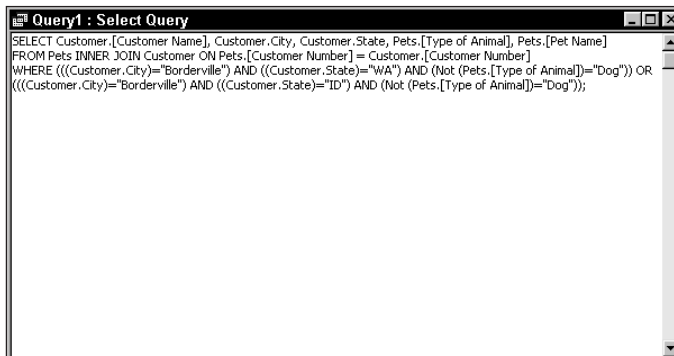 Query1 : Select Query
SELECT Customer.[Customer Name], Customer.City, Customer.State, Pets.[Type of Animal], Pets.[Pet Name]
FROM Pets INNER JOIN Customer ON Pets.[Customer Number] = Customer.[Customer Number]
WHERE (((Customer.City)="Borderville") AND ((Customer.State)="WA") AND (Not (Pets.[Type of Animal])="Dog")) OR
(((Customer.City)="Borderville") AND ((Customer.State)="ID") AND (Not (Pets.[Type of Animal])="Dog"));